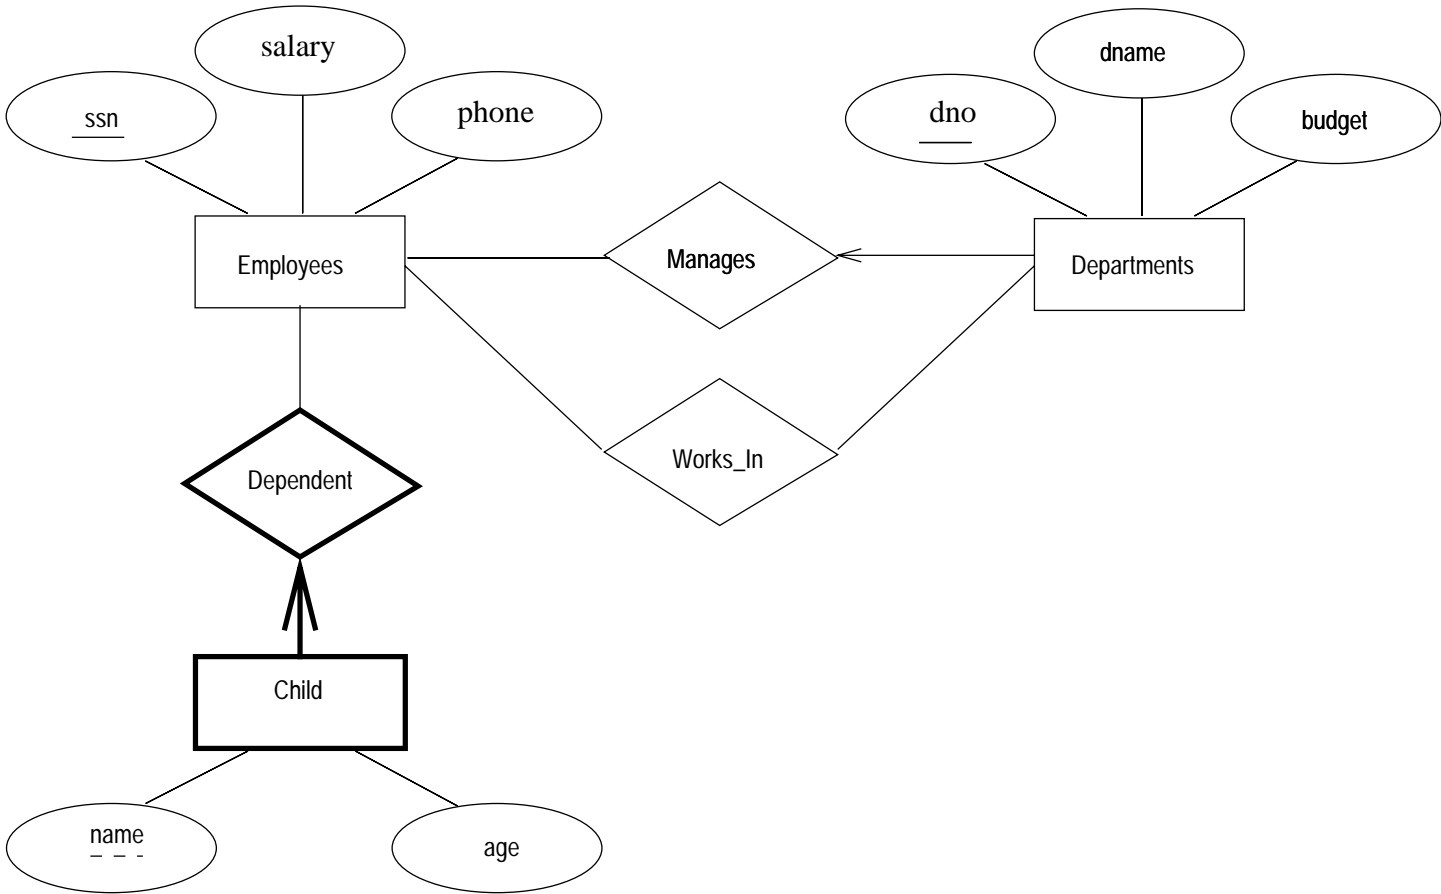 salary
dname
ssn
phone
dno
budget
Employees
Manages
Departments
Works_In
Dependent
Child
name
age